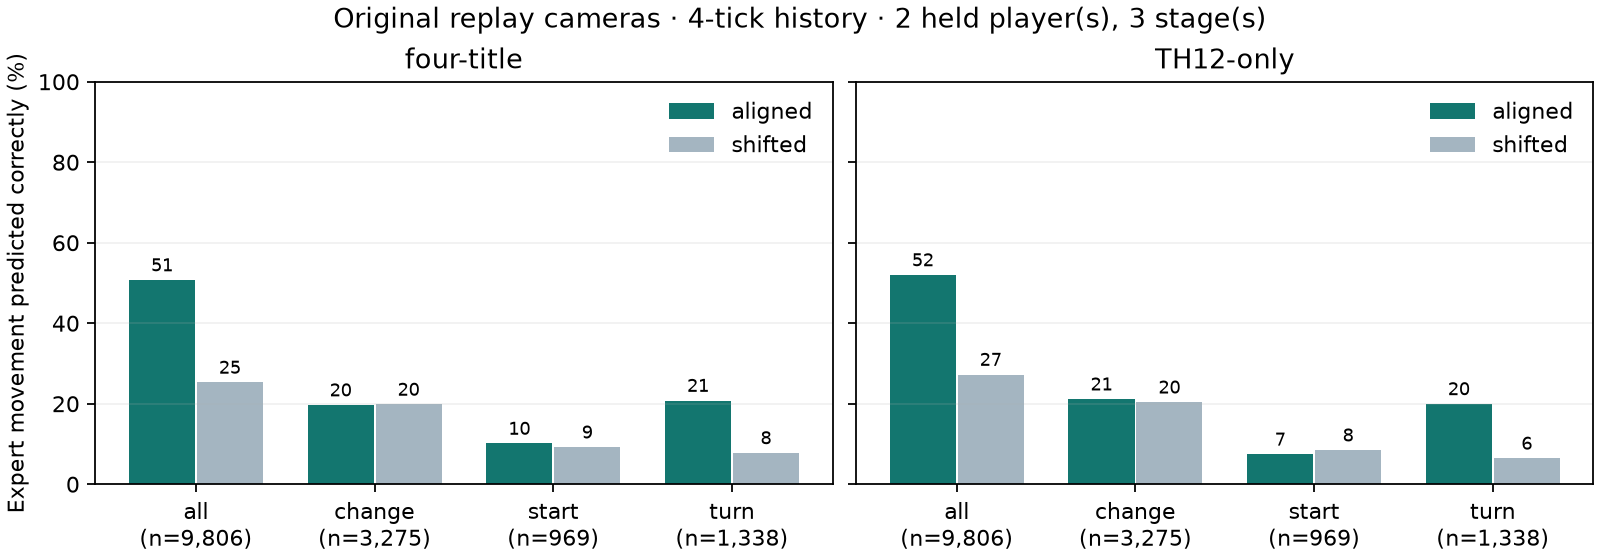 Original replay cameras · 4-tick history · 2 held player(s), 3 stage(s)
four-title
TH12-only
Expert movement predicted correctly (%)
100
80
60
40
20
0
aligned
shifted
51
25
20
20
10
9
21
8
all
(n=9,806)
change
(n=3,275)
start
(n=969)
turn
(n=1,338)
aligned
shifted
52
27
21
20
7
8
20
6
all
(n=9,806)
change
(n=3,275)
start
(n=969)
turn
(n=1,338)